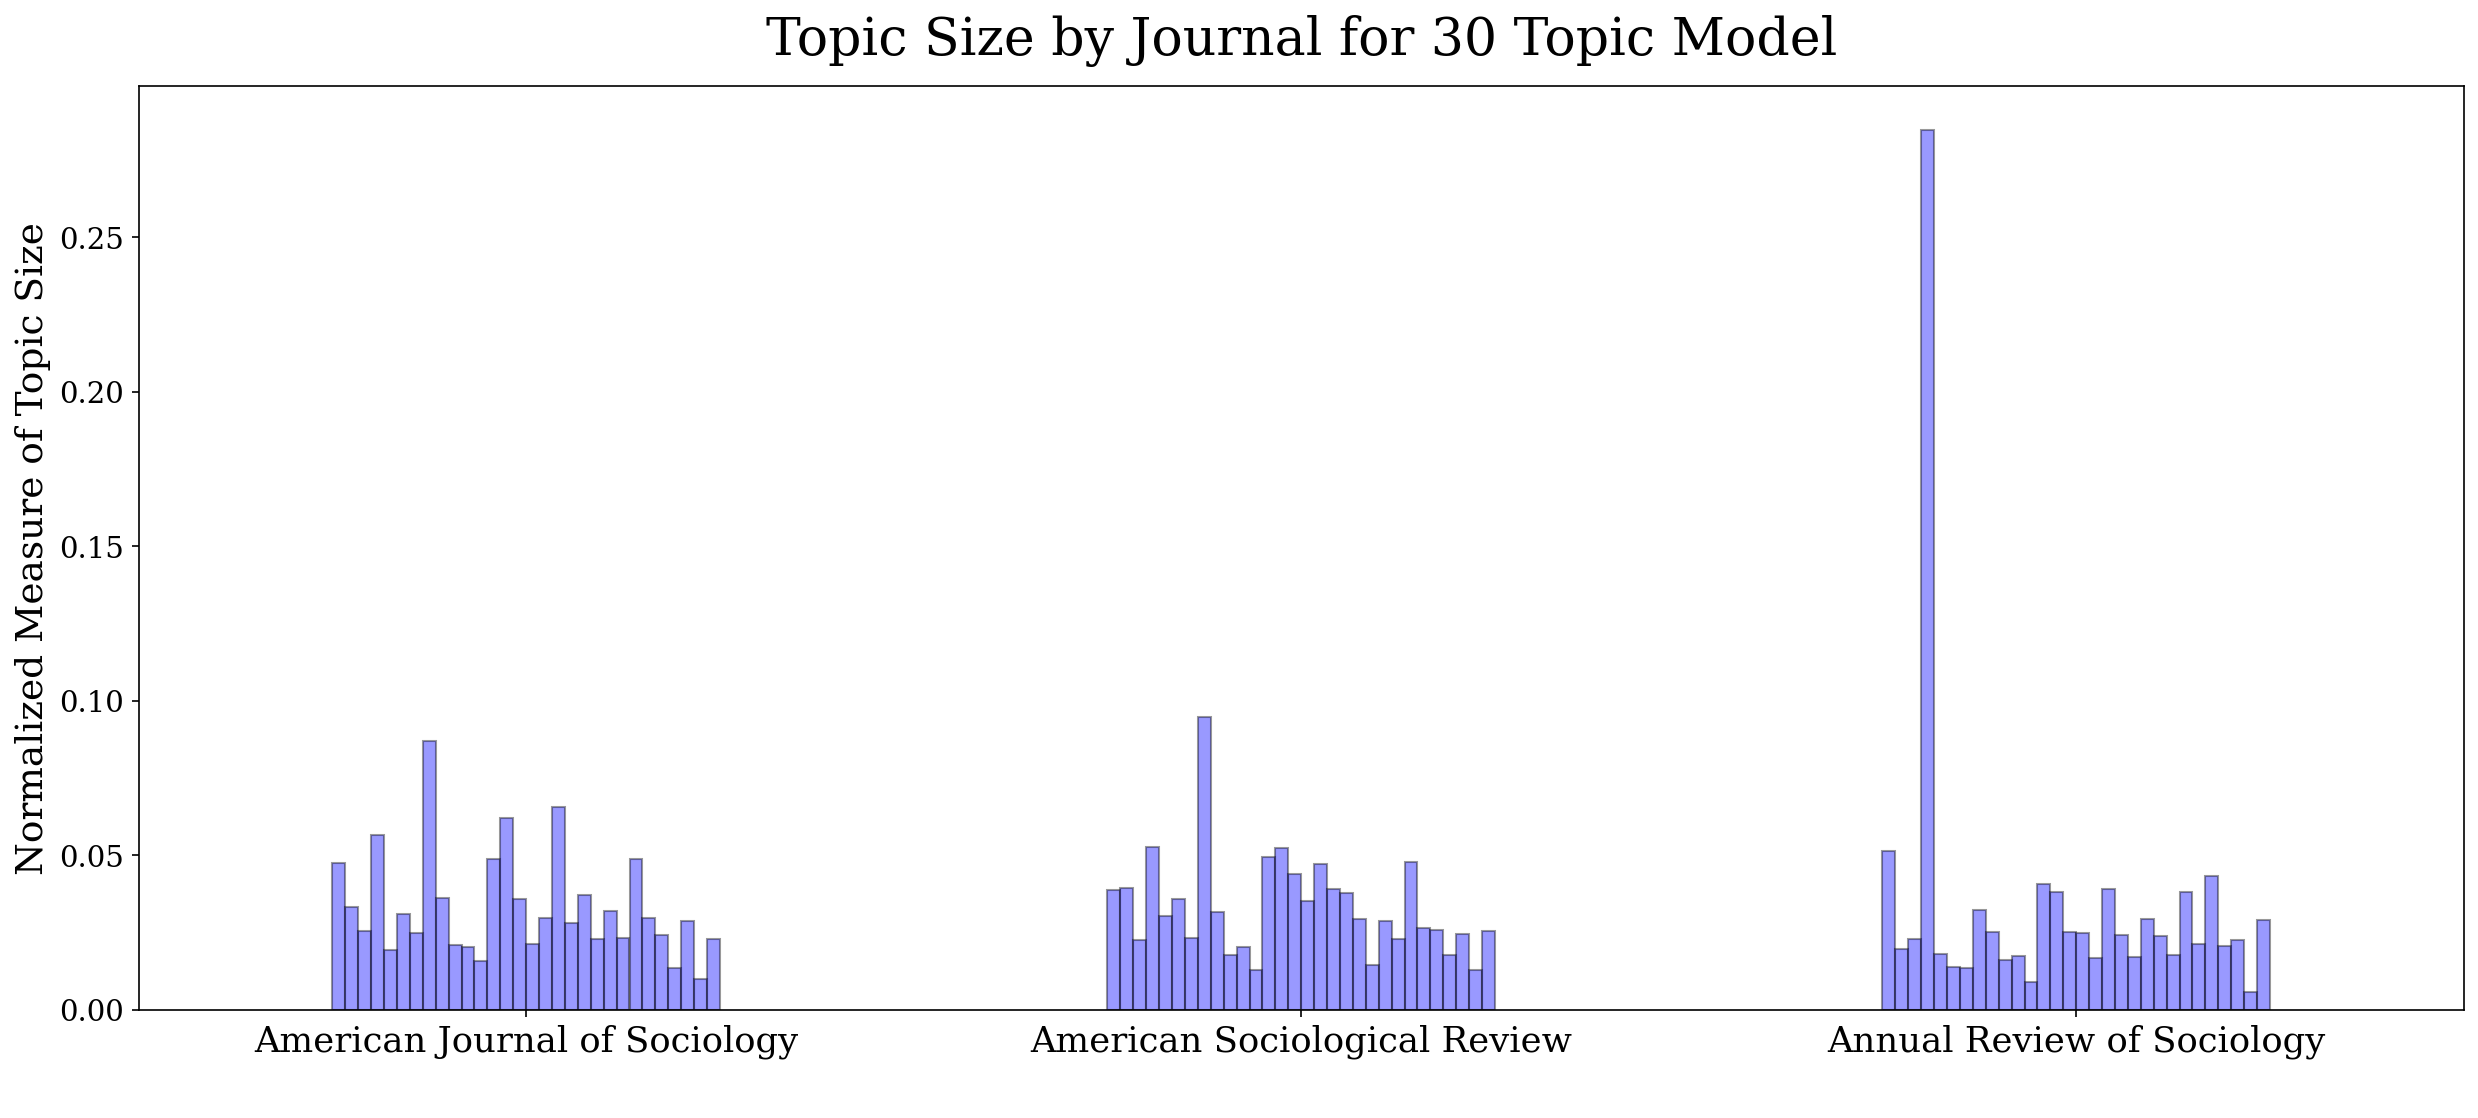 Topic Size by Journal for 30 Topic Model
Normalized Measure of Topic Size
0.25
0.20
0.15
0.10
0.05
0.00
American Journal of Sociology
American Sociological Review
Annual Review of Sociology